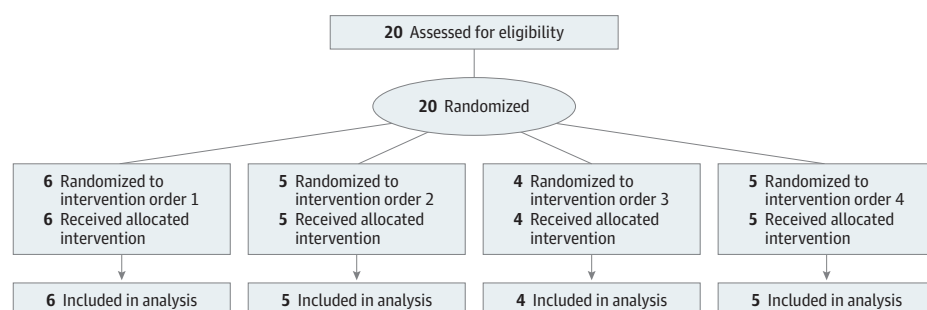 20 Assessed for eligibility
20 Randomized
6 Randomized to
intervention order 1
6 Received allocated
intervention
5 Randomized to
intervention order 2
5 Received allocated
intervention
4 Randomized to
intervention order 3
4 Received allocated
intervention
5 Randomized to
intervention order 4
5 Received allocated
intervention
6 Included in analysis
5 Included in analysis
4 Included in analysis
5 Included in analysis